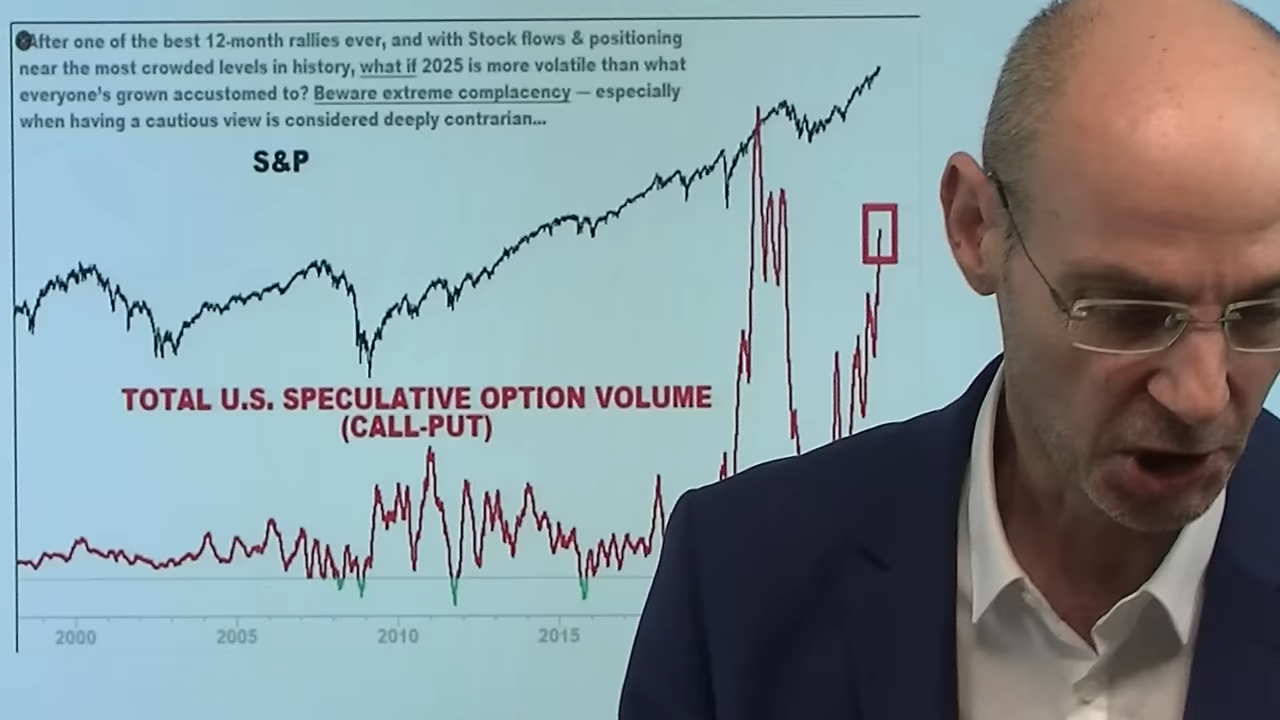 After one of the best 12-month rallies ever, and with Stock flows & positioning
near the most crowded levels in history, what if 2025 is more volatile than what
everyone's grown accustomed to? Beware extreme complacency — especially
when having a cautious view is considered deeply contrarian...
S&P
TOTAL U.S. SPECULATIVE OPTION VOLUME
(CALL-PUT)
2000 2005 2010 2015